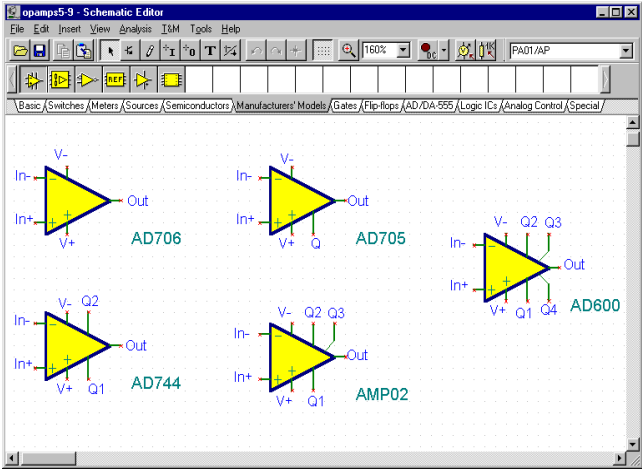 opamps5-9 - Schematic Editor
File Edit Insert View Analysis T&M Tools Help
T 160% DC 1K PA01/AP
REF
Basic Switches Meters Sources Semiconductors Manufacturers' Models Gates Flip-flops AD/DA-555 Logic ICs Analog Control Special
V- V-
In- In-
Out Out
In+ In+
V+ AD706 V+ Q AD705
V- Q2 Q3
In-
Out
In+
V+ Q1 Q4 AD600
V- Q2 V- Q2 Q3
In- In-
Out Out
In+ In+
V+ Q1 AD744 V+ Q1 AMP02